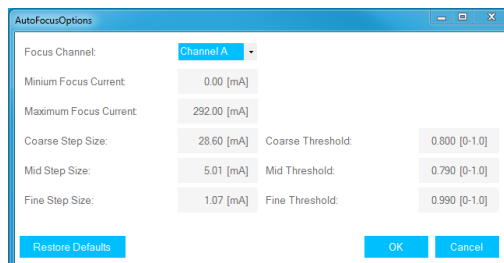 AutoFocusOptions
Focus Channel: Channel A
Minium Focus Current: 0.00 [mA]
Maximum Focus Current: 292.00 [mA]
Coarse Step Size: 28.60 [mA] Coarse Threshold: 0.800 [0-1.0]
Mid Step Size: 5.01 [mA] Mid Threshold: 0.790 [0-1.0]
Fine Step Size: 1.07 [mA] Fine Threshold: 0.990 [0-1.0]
Restore Defaults OK Cancel